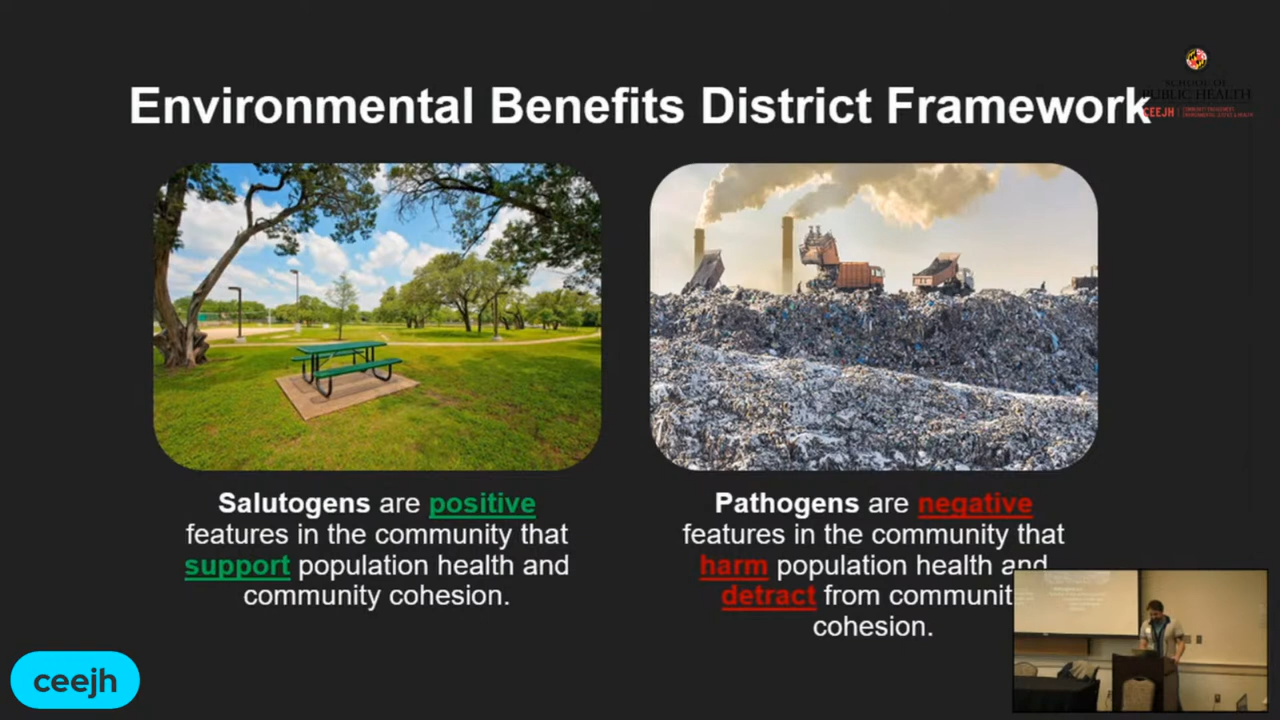 Environmental Benefits District Framework
SCHOOL OF
PUBLIC HEALTH
CEEJH
COMMUNITY ENGAGEMENT,
ENVIRONMENTAL JUSTICE & HEALTH
Salutogens are positive
features in the community that
support population health and
community cohesion.
Pathogens are negative
features in the community that
harm population health and
detract from communit
cohesion.
ceejh